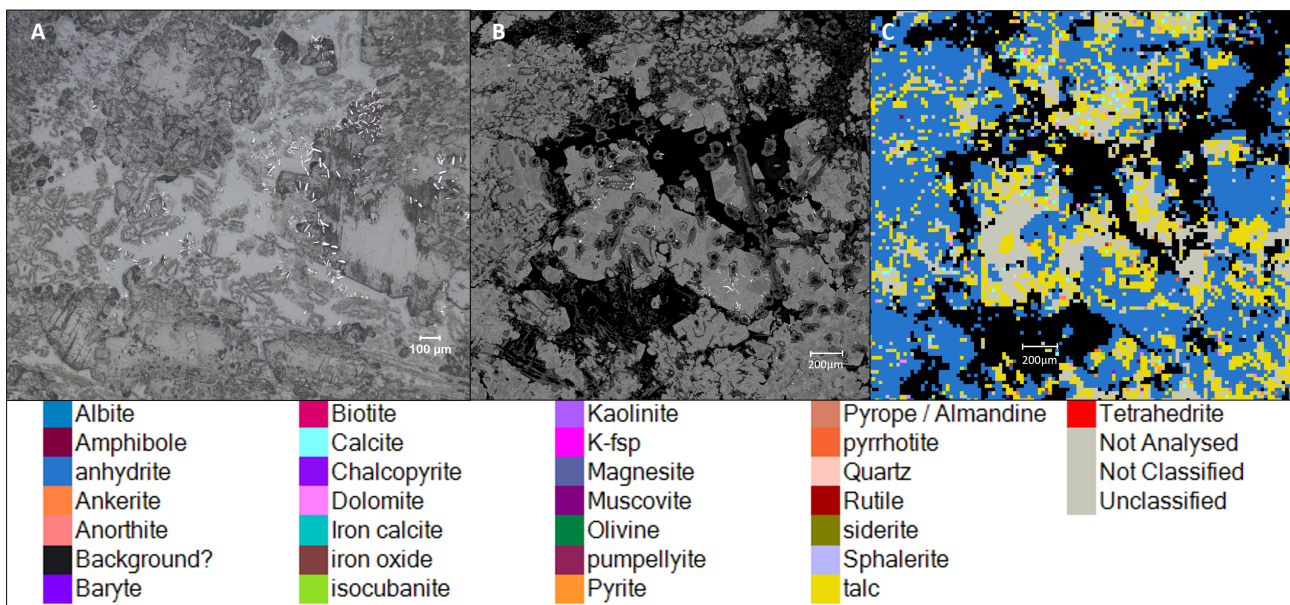 A
B
C
100 µm
200µm
200µm
Albite
Amphibole
anhydrite
Ankerite
Anorthite
Background?
Baryte
Biotite
Calcite
Chalcopyrite
Dolomite
Iron calcite
iron oxide
isocubanite
Kaolinite
K-fsp
Magnesite
Muscovite
Olivine
pumpellyite
Pyrite
Pyrope / Almandine
pyrrhotite
Quartz
Rutile
siderite
Sphalerite
talc
Tetrahedrite
Not Analysed
Not Classified
Unclassified